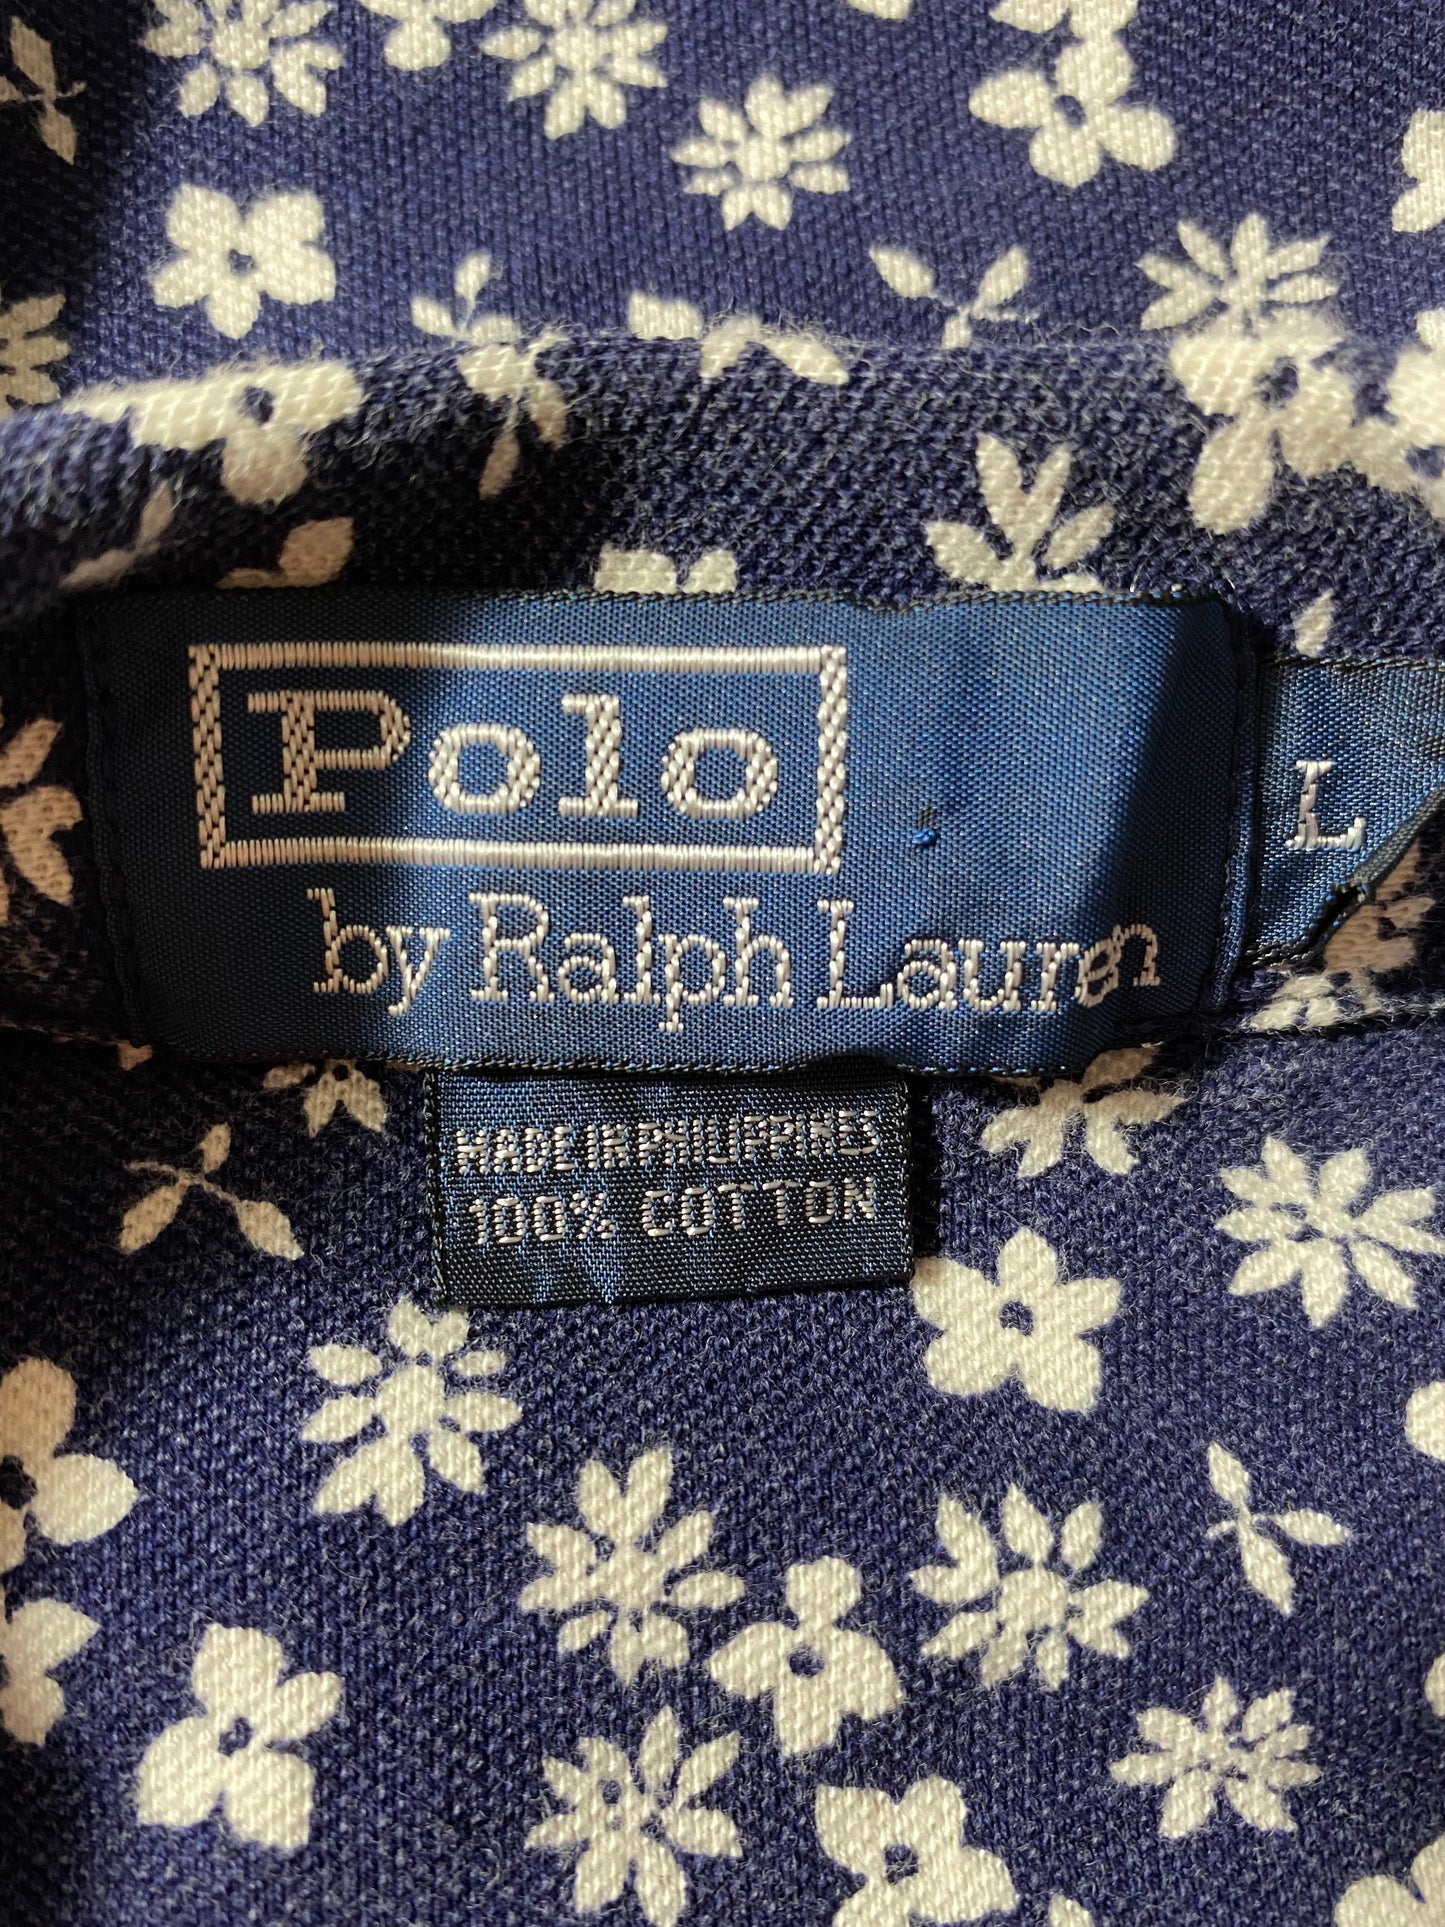 Polo
by Ralph Lauren
L
MADE IN PHILIPPINES
100% COTTON